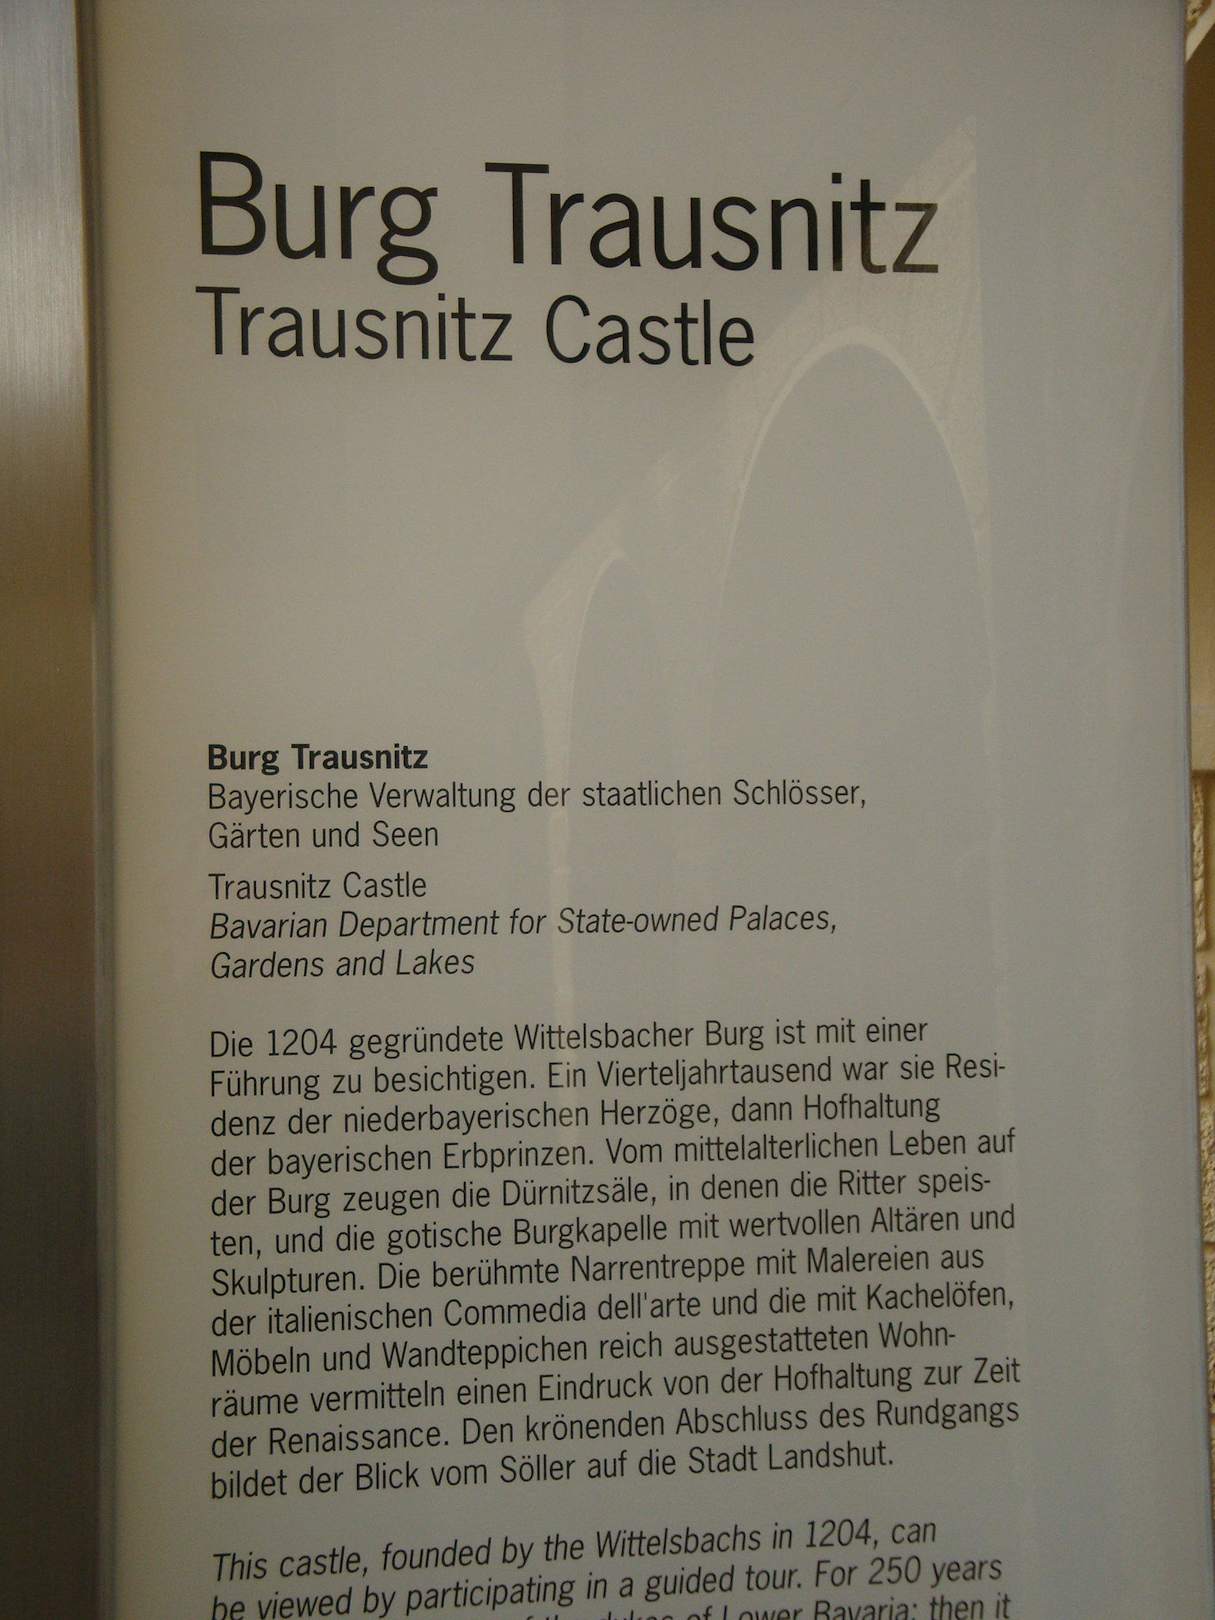 Burg Trausnitz
Trausnitz Castle
Burg Trausnitz
Bayerische Verwaltung der staatlichen Schlösser,
Gärten und Seen
Trausnitz Castle
Bavarian Department for State-owned Palaces,
Gardens and Lakes
Die 1204 gegründete Wittelsbacher Burg ist mit einer
Führung zu besichtigen. Ein Vierteljahrtausend war sie Resi-
denz der niederbayerischen Herzöge, dann Hofhaltung
der bayerischen Erbprinzen. Vom mittelalterlichen Leben auf
der Burg zeugen die Dürnitzsäle, in denen die Ritter speis-
ten, und die gotische Burgkapelle mit wertvollen Altären und
Skulpturen. Die berühmte Narrentreppe mit Malereien aus
der italienischen Commedia dell'arte und die mit Kachelöfen,
Möbeln und Wandteppichen reich ausgestatteten Wohn-
räume vermitteln einen Eindruck von der Hofhaltung zur Zeit
der Renaissance. Den krönenden Abschluss des Rundgangs
bildet der Blick vom Söller auf die Stadt Landshut.
This castle, founded by the Wittelsbachs in 1204, can
be viewed by participating in a guided tour. For 250 years
of Lower Bavaria; then it